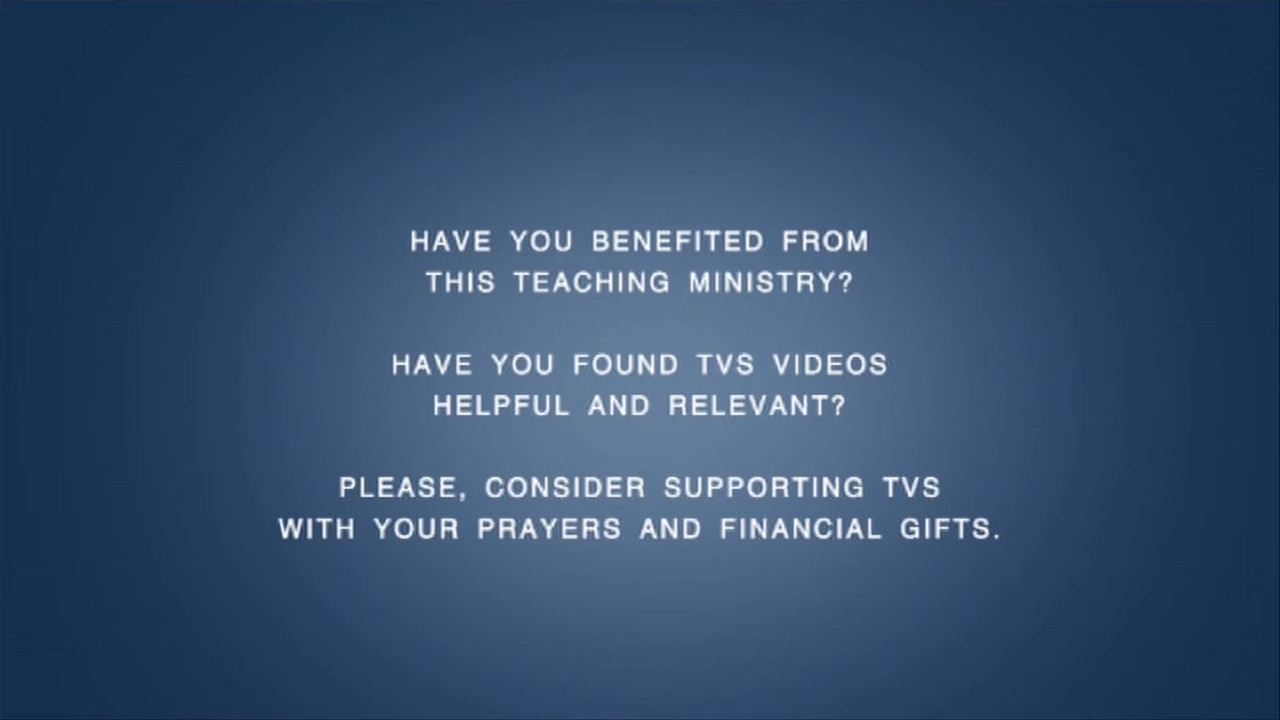 HAVE YOU BENEFITED FROM
THIS TEACHING MINISTRY?
HAVE YOU FOUND TVS VIDEOS
HELPFUL AND RELEVANT?
PLEASE, CONSIDER SUPPORTING TVS
WITH YOUR PRAYERS AND FINANCIAL GIFTS.